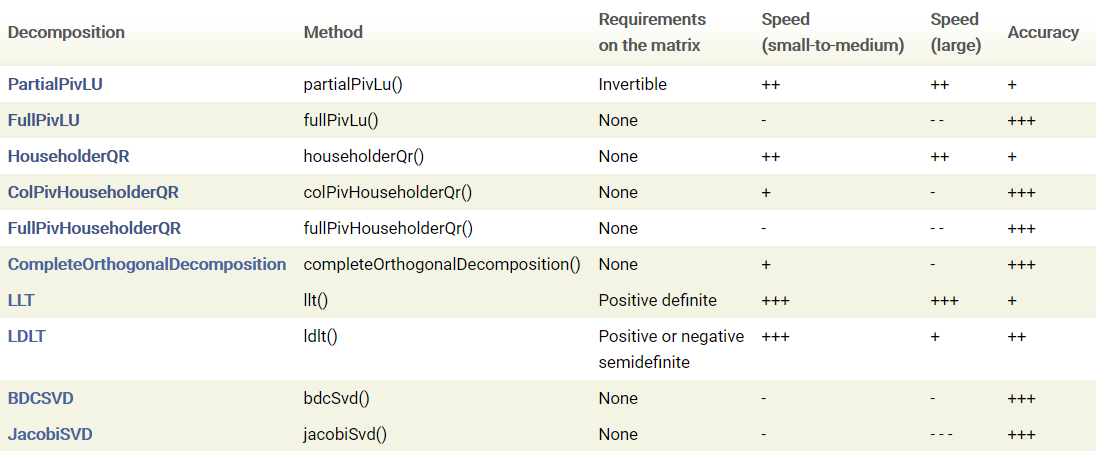 Decomposition Method Requirements on the matrix Speed (small-to-medium) Speed (large) Accuracy
PartialPivLU partialPivLu() Invertible ++ ++ +
FullPivLU fullPivLu() None - - - +++
HouseholderQR householderQr() None ++ ++ +
ColPivHouseholderQR colPivHouseholderQr() None + - +++
FullPivHouseholderQR fullPivHouseholderQr() None - - - +++
CompleteOrthogonalDecomposition completeOrthogonalDecomposition() None + - +++
LLT llt() Positive definite +++ +++ +
LDLT ldlt() Positive or negative semidefinite +++ + ++
BDCSVD bdcSvd() None - - +++
JacobiSVD jacobiSvd() None - - - - +++